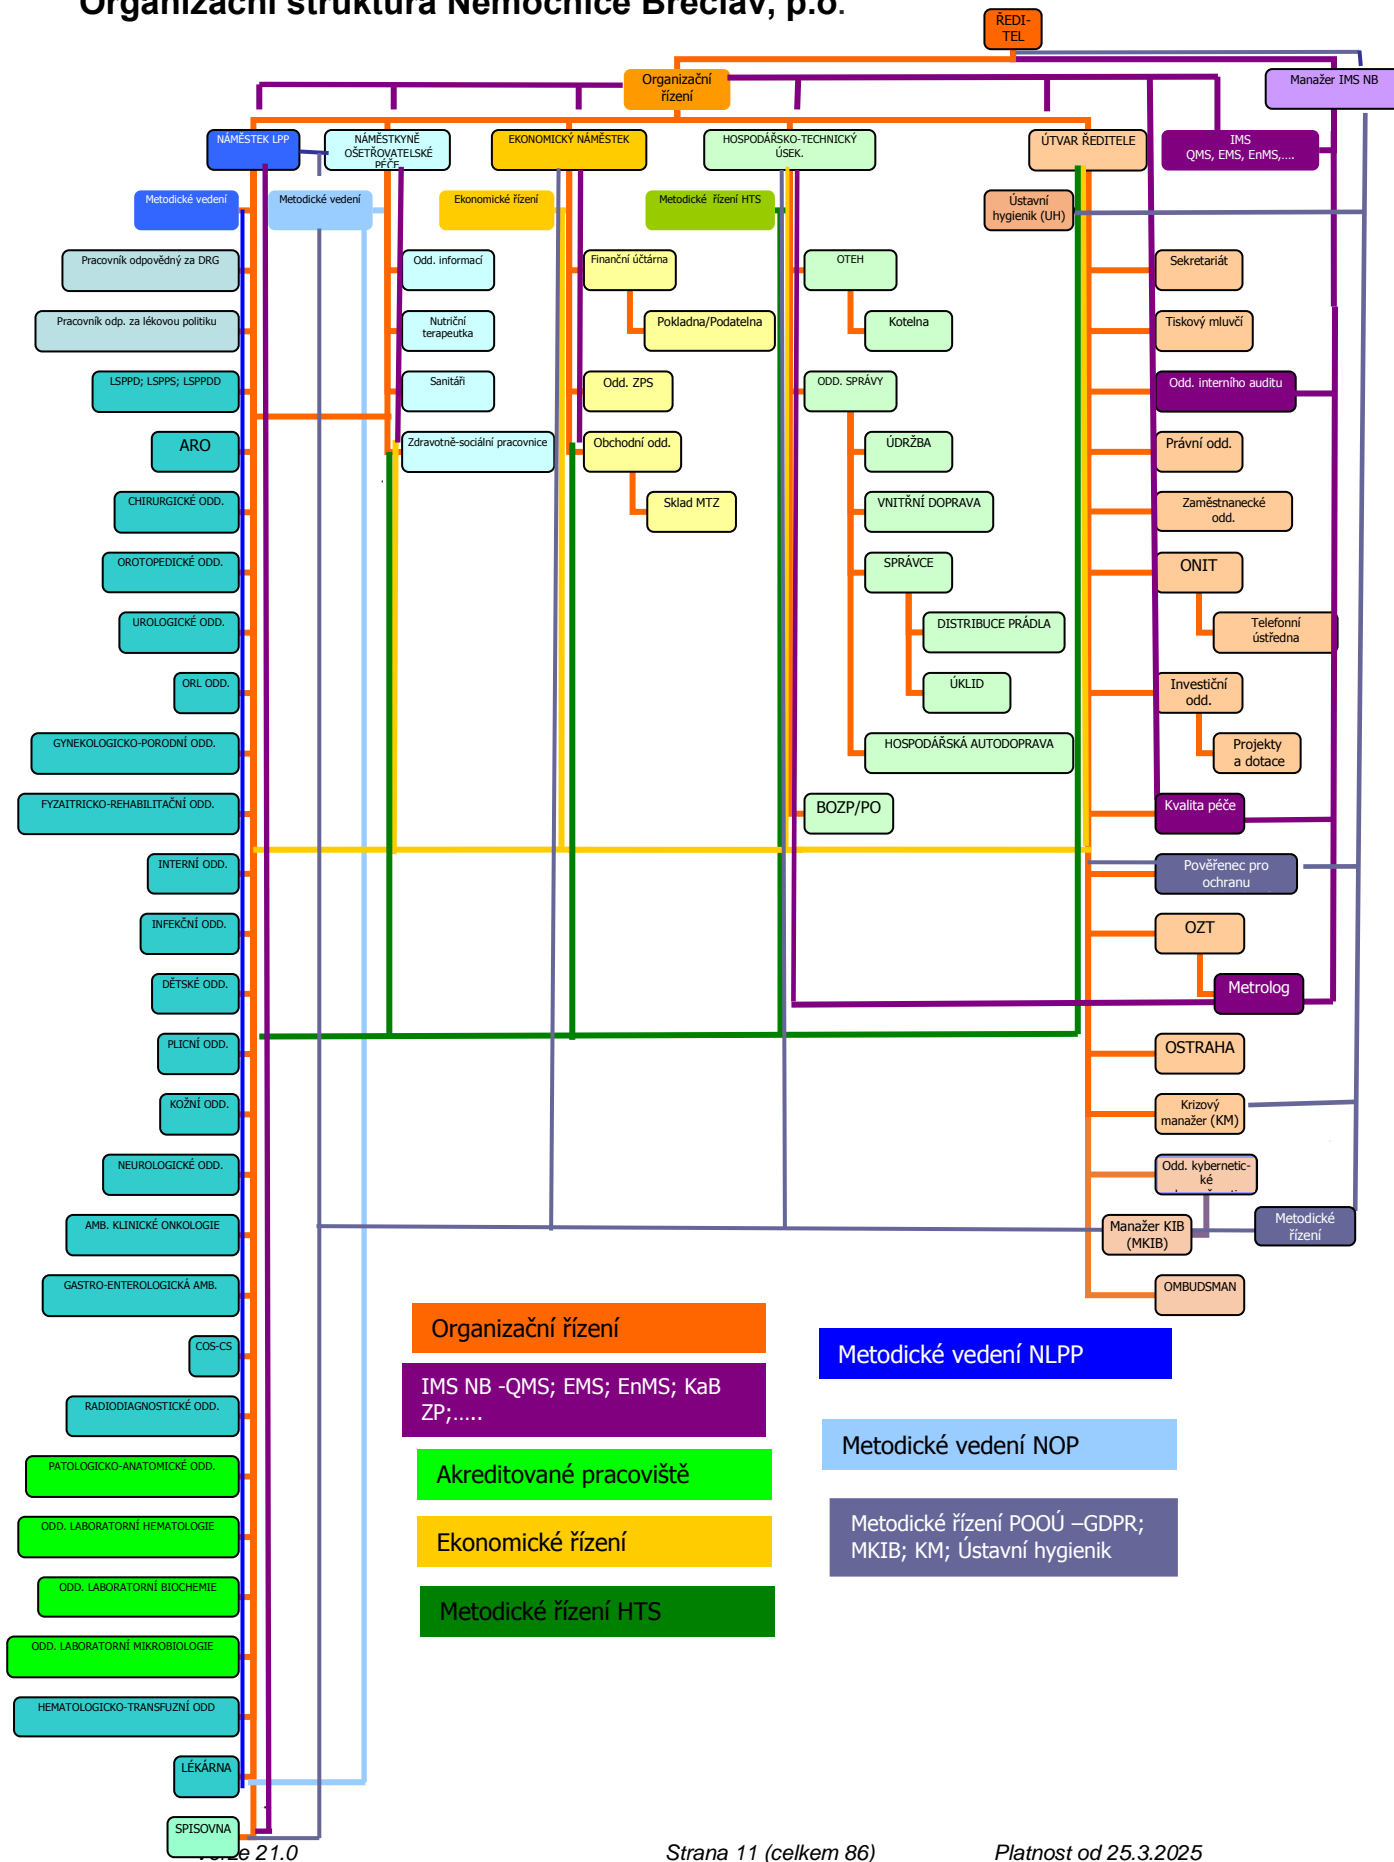 Organizační struktura Nemocnice Břeclav, p.o.
ŘEDI-
TEL
Organizační
řízení
Manažer IMS NB
NÁMĚSTEK LPP
NÁMĚSTKYNĚ
OŠETŘOVATELSKÉ
PÉČE
EKONOMICKÝ NÁMĚSTEK
HOSPODÁŘSKO-TECHNICKÝ
ÚSEK.
ÚTVAR ŘEDITELE
IMS
QMS, EMS, EnMS,....
Metodické vedení
Metodické vedení
Ekonomické řízení
Metodické řízení HTS
Ústavní
hygienik (UH)
Pracovník odpovědný za DRG
Odd. informací
Finanční účtárna
OTEH
Sekretariát
Pracovník odp. za lékovou politiku
Nutriční
terapeutka
Pokladna/Podatelna
Kotelna
Tiskový mluvčí
LSPPD; LSPPS; LSPPDD
Sanitáři
Odd. ZPS
ODD. SPRÁVY
Odd. interního auditu
ARO
Zdravotně-sociální pracovnice
Obchodní odd.
ÚDRŽBA
Právní odd.
CHIRURGICKÉ ODD.
Sklad MTZ
VNITŘNÍ DOPRAVA
Zaměstnanecké
odd.
OROTOPEDICKÉ ODD.
SPRÁVCE
ONIT
UROLOGICKÉ ODD.
DISTRIBUCE PRÁDLA
Telefonní
ústředna
ORL ODD.
ÚKLID
Investiční
odd.
GYNEKOLOGICKO-PORODNÍ ODD.
HOSPODÁŘSKÁ AUTODOPRAVA
Projekty
a dotace
FYZAITRICKO-REHABILITAČNÍ ODD.
BOZP/PO
Kvalita péče
INTERNÍ ODD.
Pověřenec pro
ochranu
INFEKČNÍ ODD.
OZT
DĚTSKÉ ODD.
Metrolog
PLICNÍ ODD.
OSTRAHA
KOŽNÍ ODD.
Krizový
manažer (KM)
NEUROLOGICKÉ ODD.
Odd. kybernetic-
ké
AMB. KLINICKÉ ONKOLOGIE
Manažer KIB
(MKIB)
Metodické
řízení
GASTRO-ENTEROLOGICKÁ AMB.
OMBUDSMAN
COS-CS
RADIODIAGNOSTICKÉ ODD.
PATOLOGICKO-ANATOMICKÉ ODD.
ODD. LABORATORNÍ HEMATOLOGIE
ODD. LABORATORNÍ BIOCHEMIE
ODD. LABORATORNÍ MIKROBIOLOGIE
HEMATOLOGICKO-TRANSFUZNÍ ODD
LÉKÁRNA
SPISOVNA
Organizační řízení
Metodické vedení NLPP
IMS NB -QMS; EMS; EnMS; KaB
ZP;.....
Metodické vedení NOP
Akreditované pracoviště
Metodické řízení POOÚ –GDPR;
MKIB; KM; Ústavní hygienik
Ekonomické řízení
Metodické řízení HTS
21.0
Strana 11 (celkem 86)
Platnost od 25.3.2025